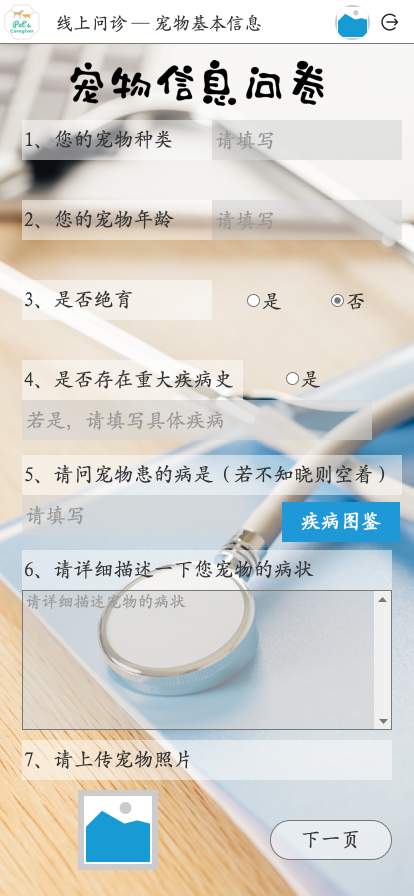 Pet's
Caregiver
线上问诊 — 宠物基本信息
宠物信息问卷
1、您的宠物种类 请填写
2、您的宠物年龄 请填写
3、是否绝育 是 否
4、是否存在重大疾病史 是
若是，请填写具体疾病
5、请问宠物患的病是（若不知晓则空着）
请填写 疾病图鉴
6、请详细描述一下您宠物的病状
请详细描述宠物的病状
7、请上传宠物照片
下一页